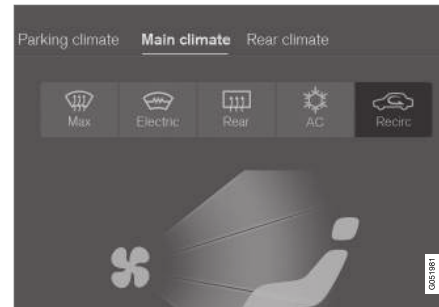 Parking climate Main climate Rear climate
Max Electric Rear AC Recirc
G051981